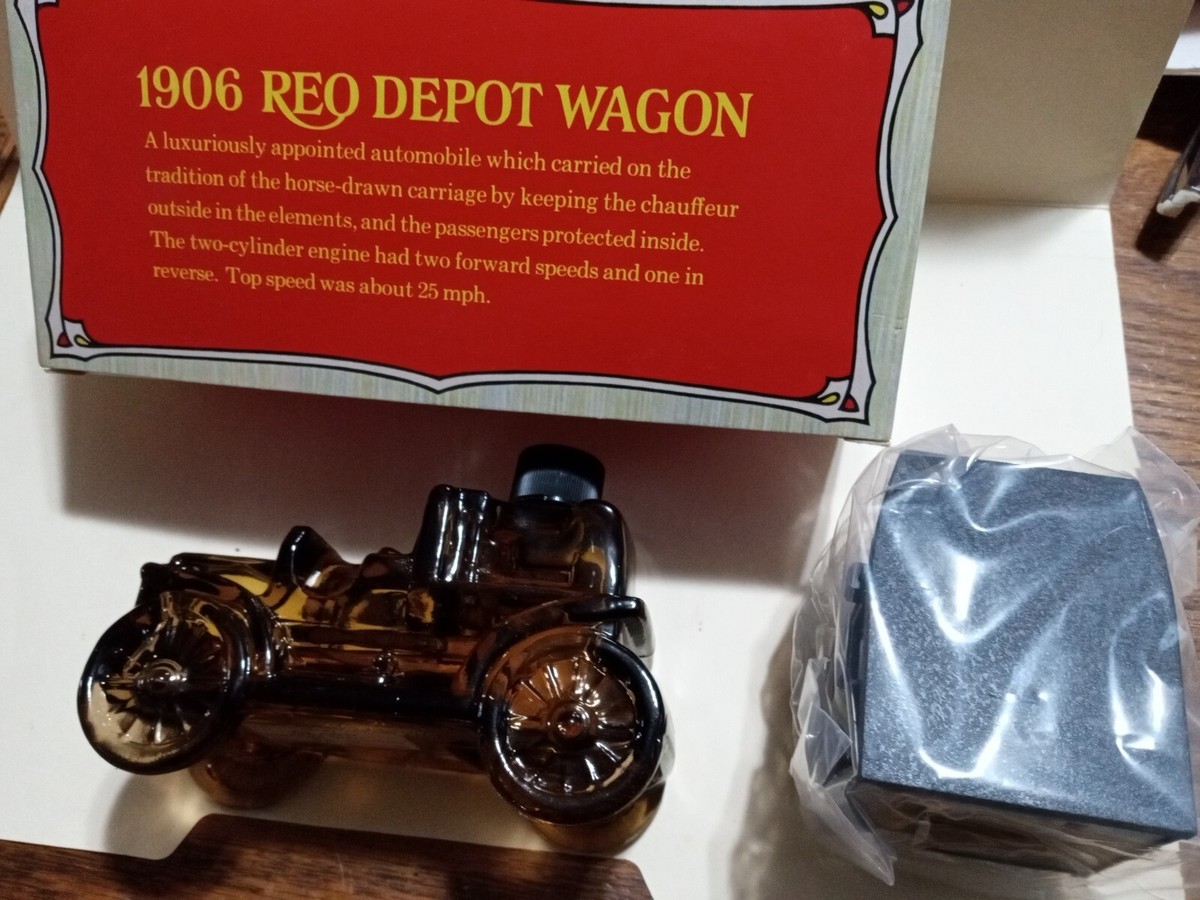 1906 REO DEPOT WAGON
A luxuriously appointed automobile which carried on the
tradition of the horse-drawn carriage by keeping the chauffeur
outside in the elements, and the passengers protected inside.
The two-cylinder engine had two forward speeds and one in
reverse. Top speed was about 25 mph.